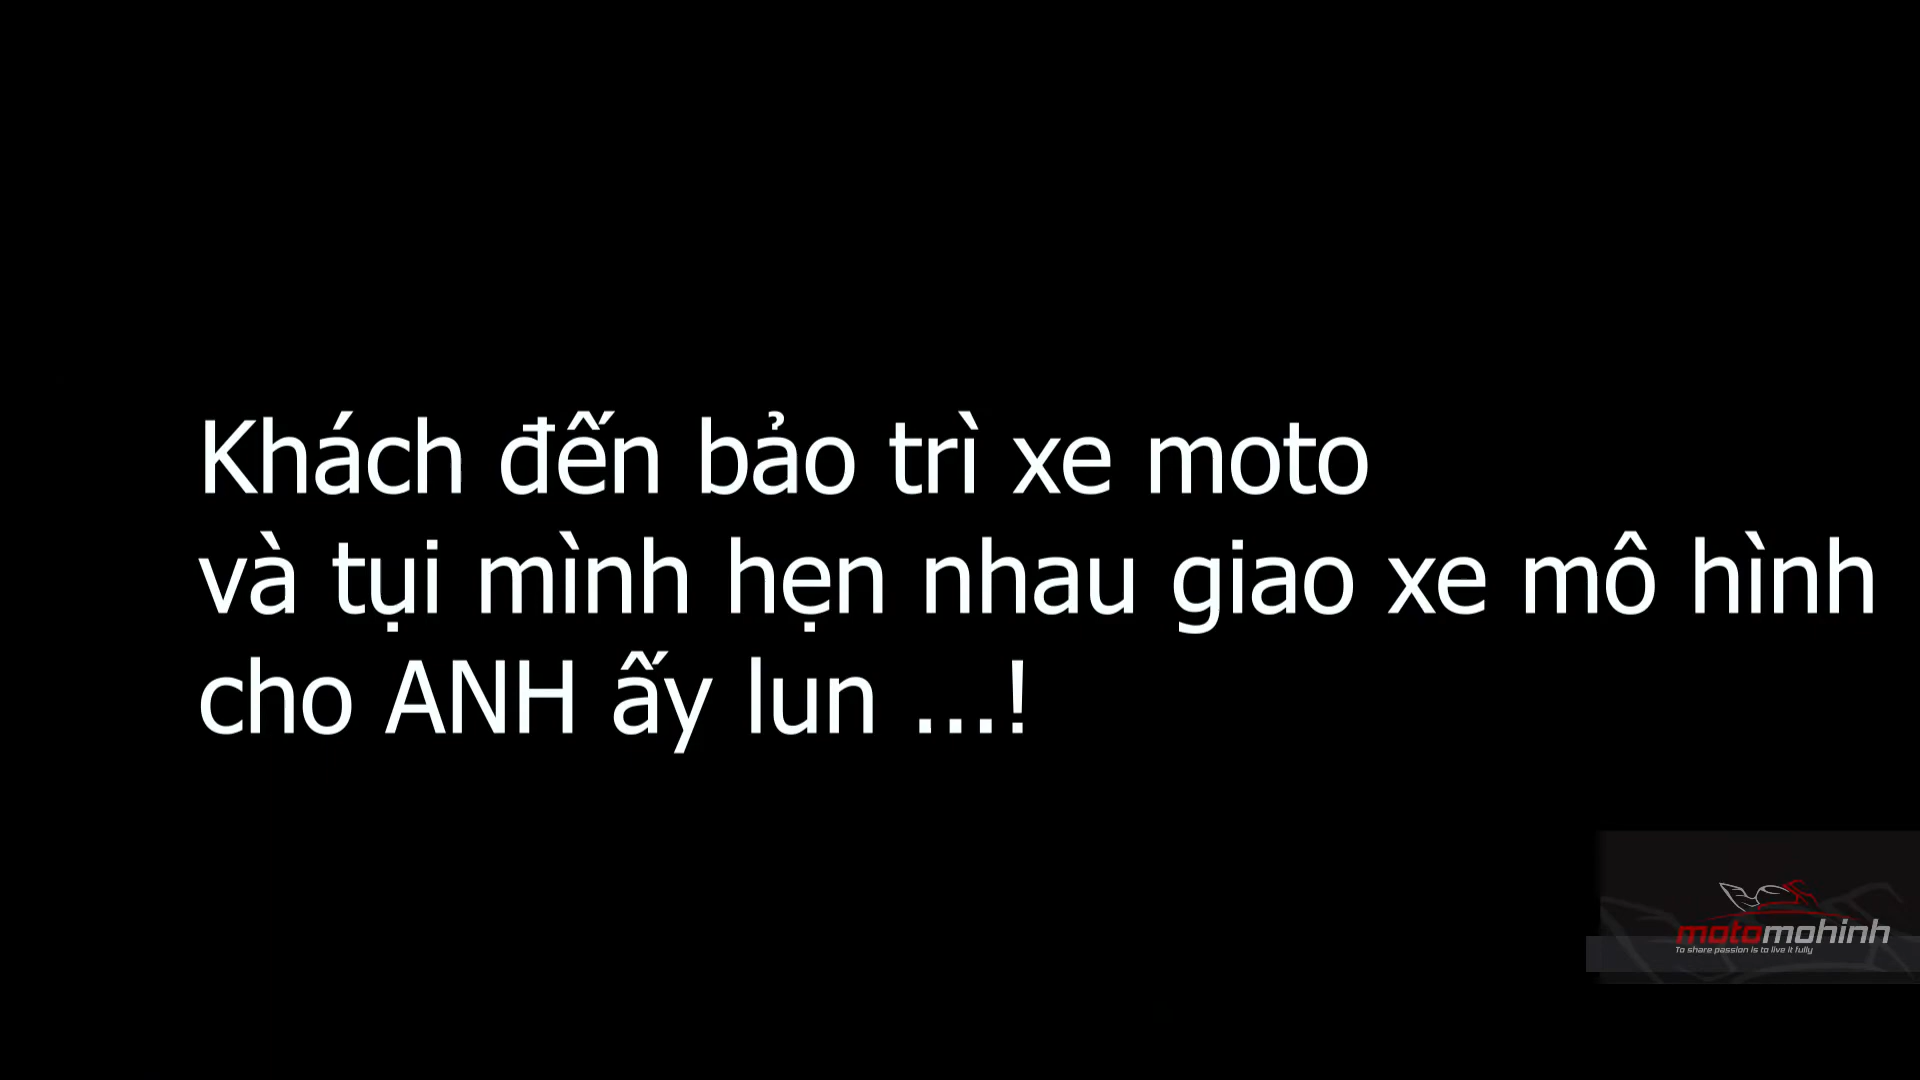 Khách đến bảo trì xe moto
và tụi mình hẹn nhau giao xe mô hình
cho ANH ấy lun ...!
motomohinh
To share passion is to live it fully